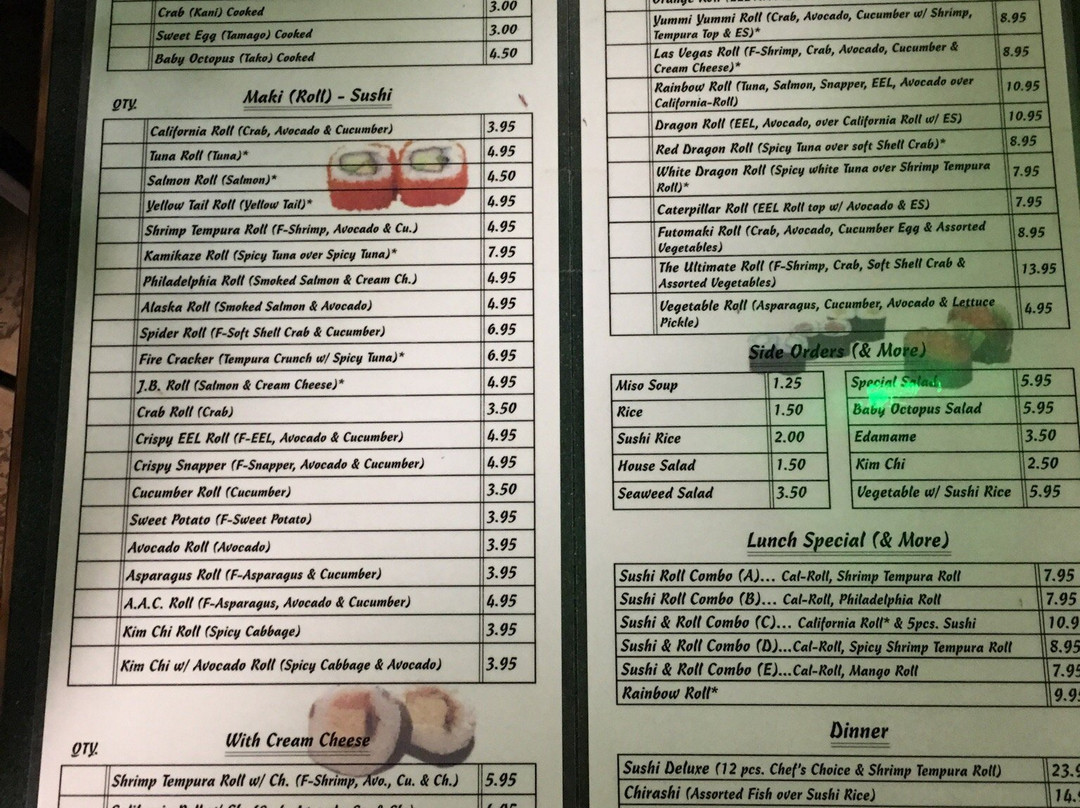 Crab (Kani) Cooked 3.00
Sweet Egg (Tamago) Cooked 3.00
Baby Octopus (Tako) Cooked 4.50
QTY. Maki (Roll) - Sushi
California Roll (Crab, Avocado & Cucumber) 3.95
Tuna Roll (Tuna)* 4.95
Salmon Roll (Salmon)* 4.50
Yellow Tail Roll (Yellow Tail)* 4.95
Shrimp Tempura Roll (F-Shrimp, Avocado & Cu.) 4.95
Kamikaze Roll (Spicy Tuna over Spicy Tuna)* 7.95
Philadelphia Roll (Smoked Salmon & Cream Ch.) 4.95
Alaska Roll (Smoked Salmon & Avocado) 4.95
Spider Roll (F-Soft Shell Crab & Cucumber) 6.95
Fire Cracker (Tempura Crunch w/ Spicy Tuna)* 6.95
J.B. Roll (Salmon & Cream Cheese)* 4.95
Crab Roll (Crab) 3.50
Crispy EEL Roll (F-EEL, Avocado & Cucumber) 4.95
Crispy Snapper (F-Snapper, Avocado & Cucumber) 4.95
Cucumber Roll (Cucumber) 3.50
Sweet Potato (F-Sweet Potato) 3.95
Avocado Roll (Avocado) 3.95
Asparagus Roll (F-Asparagus & Cucumber) 3.95
A.A.C. Roll (F-Asparagus, Avocado & Cucumber) 4.95
Kim Chi Roll (Spicy Cabbage) 3.95
Kim Chi w/ Avocado Roll (Spicy Cabbage & Avocado) 3.95
QTY. With Cream Cheese
Shrimp Tempura Roll w/ Ch. (F-Shrimp, Avo., Cu. & Ch.) 5.95
Yummi Yummi Roll (Crab, Avocado, Cucumber w/ Shrimp, 8.95
Tempura Top & ES)*
Las Vegas Roll (F-Shrimp, Crab, Avocado, Cucumber & 8.95
Cream Cheese)*
Rainbow Roll (Tuna, Salmon, Snapper, EEL, Avocado over 10.95
California-Roll)
Dragon Roll (EEL, Avocado, over California Roll w/ ES) 10.95
Red Dragon Roll (Spicy Tuna over soft Shell Crab)* 8.95
White Dragon Roll (Spicy white Tuna over Shrimp Tempura 7.95
Roll)*
Caterpillar Roll (EEL Roll top w/ Avocado & ES) 7.95
Futomaki Roll (Crab, Avocado, Cucumber Egg & Assorted 8.95
Vegetables)
The Ultimate Roll (F-Shrimp, Crab, Soft Shell Crab & 13.95
Assorted Vegetables)
Vegetable Roll (Asparagus, Cucumber, Avocado & Lettuce 4.95
Pickle)
Side Orders (& More)
Miso Soup 1.25 Special Salad 5.95
Rice 1.50 Baby Octopus Salad 5.95
Sushi Rice 2.00 Edamame 3.50
House Salad 1.50 Kim Chi 2.50
Seaweed Salad 3.50 Vegetable w/ Sushi Rice 5.95
Lunch Special (& More)
Sushi Roll Combo (A)... Cal-Roll, Shrimp Tempura Roll 7.95
Sushi Roll Combo (B)... Cal-Roll, Philadelphia Roll 7.95
Sushi & Roll Combo (C)... California Roll* & 5pcs. Sushi 10.9
Sushi & Roll Combo (D)...Cal-Roll, Spicy Shrimp Tempura Roll 8.95
Sushi & Roll Combo (E)...Cal-Roll, Mango Roll 7.95
Rainbow Roll* 9.9
Dinner
Sushi Deluxe (12 pcs. Chef's Choice & Shrimp Tempura Roll) 23.9
Chirashi (Assorted Fish over Sushi Rice) 14.